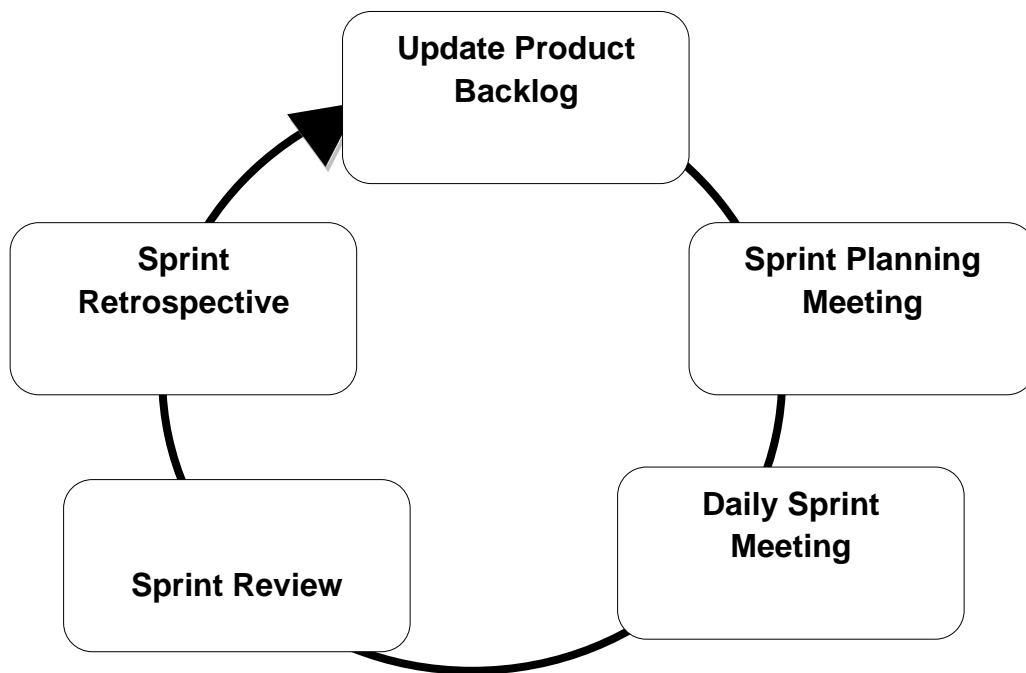 Update Product
Backlog
Sprint Planning
Meeting
Daily Sprint
Meeting
Sprint Review
Sprint
Retrospective